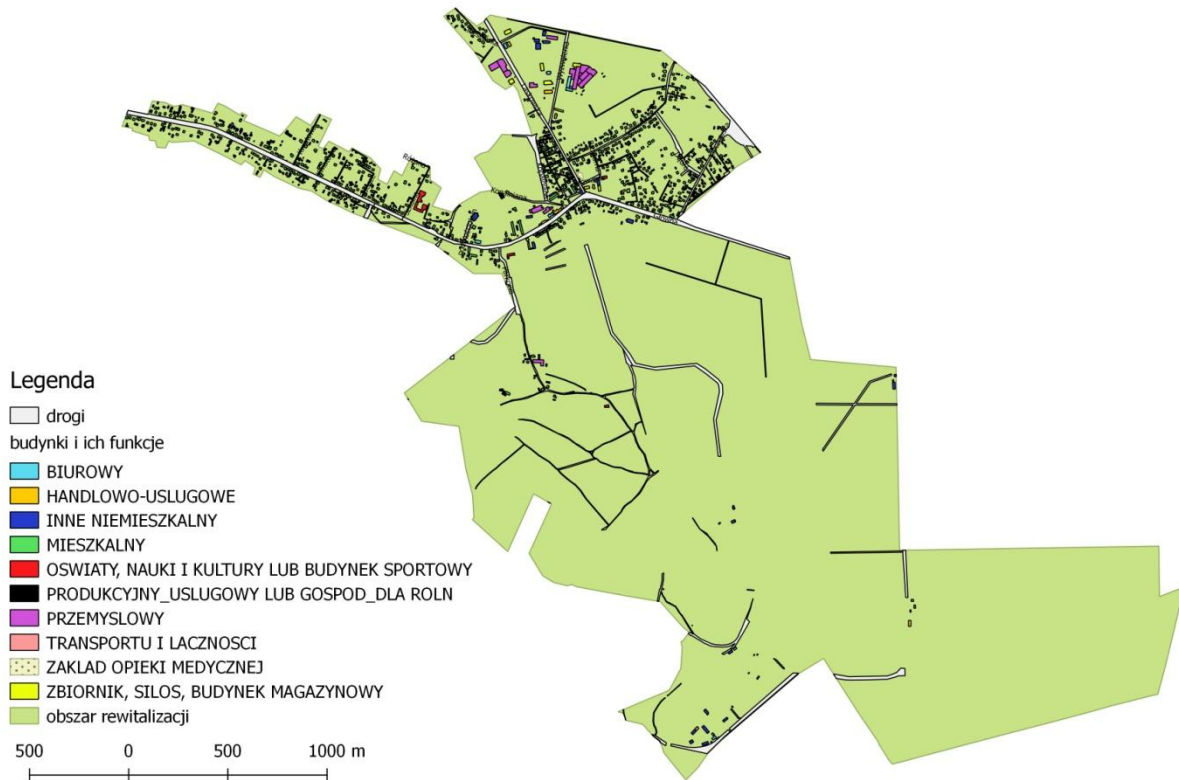 Legenda
drogi
budynki i ich funkcje
BIUROWY
HANDLOWO-USLUGOWE
INNE NIEMIESZKALNY
MIESZKALNY
OSWIATY, NAUKI I KULTURY LUB BUDYNEK SPORTOWY
PRODUKCYJNY_USLUGOWY LUB GOSPOD_DLA ROLN
PRZEMYSLOWY
TRANSPORTU I LACZNOSCI
ZAKLAD OPIEKI MEDYCZNEJ
ZBIORNIK, SILOS, BUDYNEK MAGAZYNOWY
obszar rewitalizacji
500 0 500 1000 m